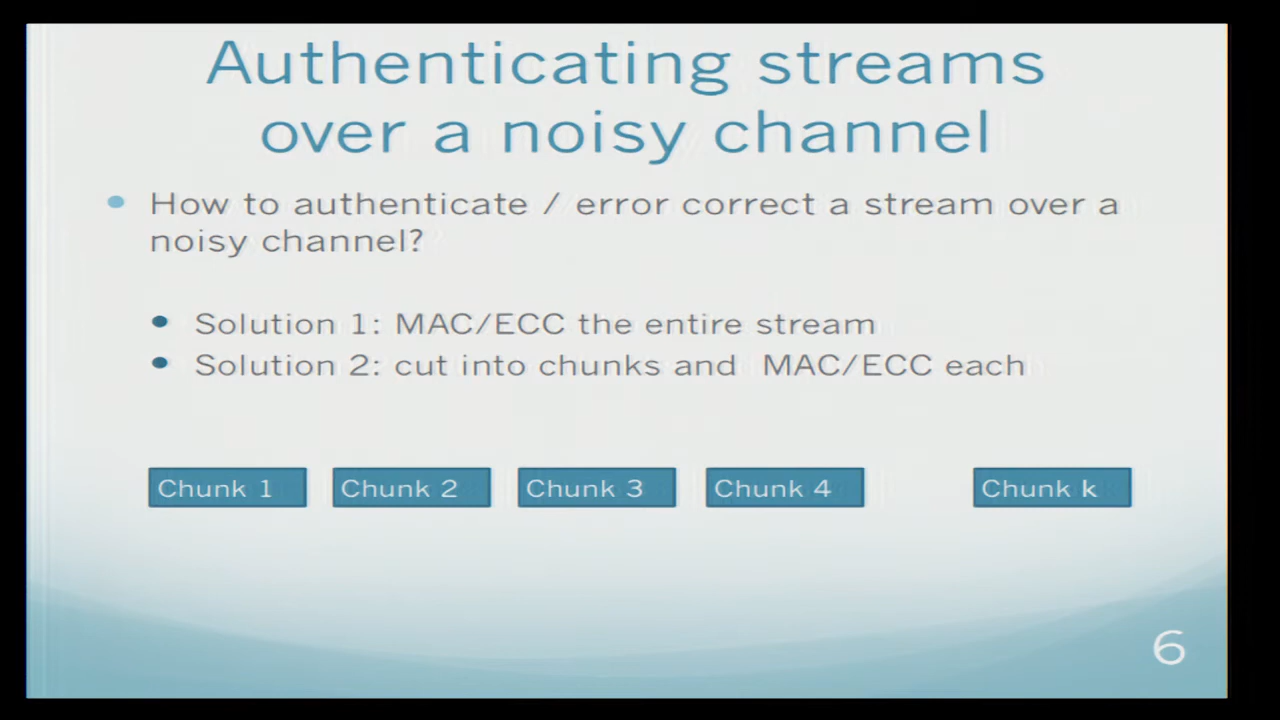 Authenticating streams
over a noisy channel
How to authenticate / error correct a stream over a
noisy channel?
Solution 1: MAC/ECC the entire stream
Solution 2: cut into chunks and MAC/ECC each
Chunk 1 Chunk 2 Chunk 3 Chunk 4 Chunk k
6